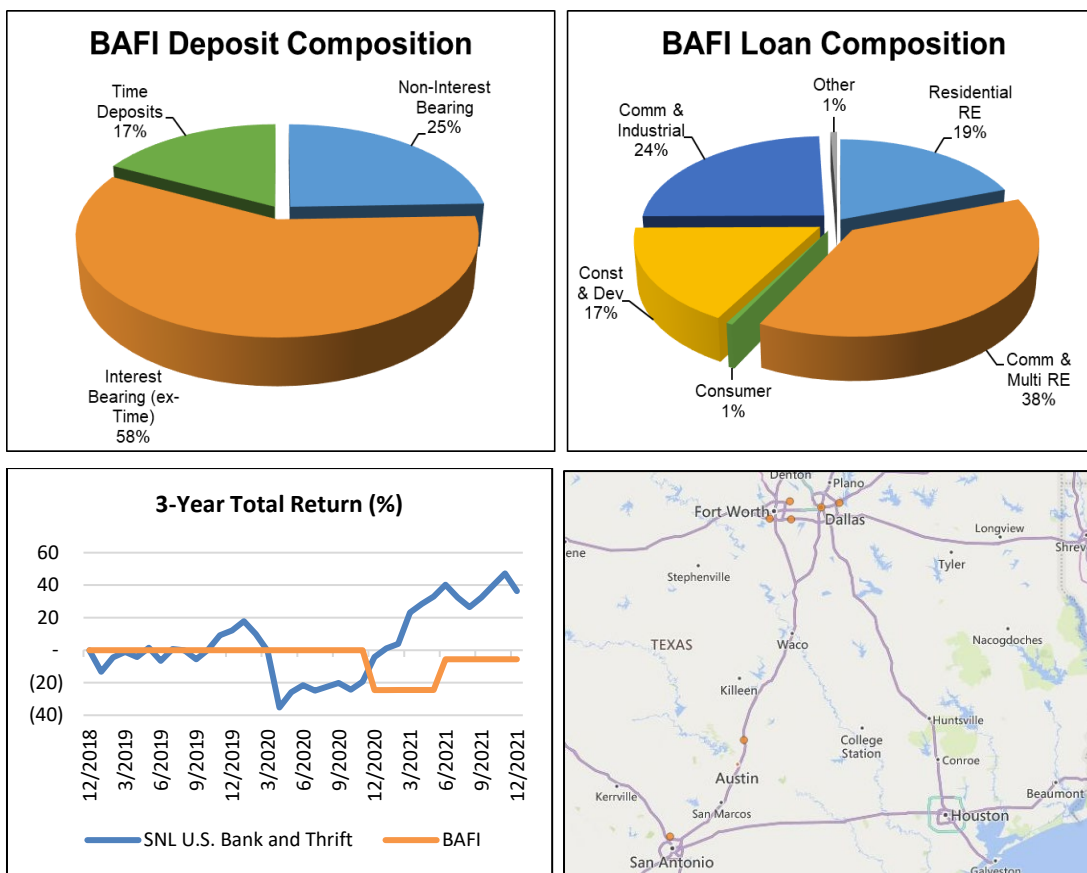 BAFI Deposit Composition
Time
Deposits
17%
Non-Interest
Bearing
25%
Interest
Bearing (ex-
Time)
58%
BAFI Loan Composition
Other
1%
Residential
RE
19%
Comm &
Industrial
24%
Const
& Dev
17%
Consumer
1%
Comm &
Multi RE
38%
3-Year Total Return (%)
60
40
20
-
(20)
(40)
12/2018
3/2019
6/2019
9/2019
12/2019
3/2020
6/2020
9/2020
12/2020
3/2021
6/2021
9/2021
12/2021
SNL U.S. Bank and Thrift
BAFI
Denton
Plano
Fort Worth
Dallas
Longview
ene
Shrev
Tyler
Stephenville
Nacogdoches
TEXAS
Waco
Killeen
Huntsville
College
Station
Conroe
Austin
Beaumont
Kerrville
San Marcos
Houston
San Antonio
Galveston